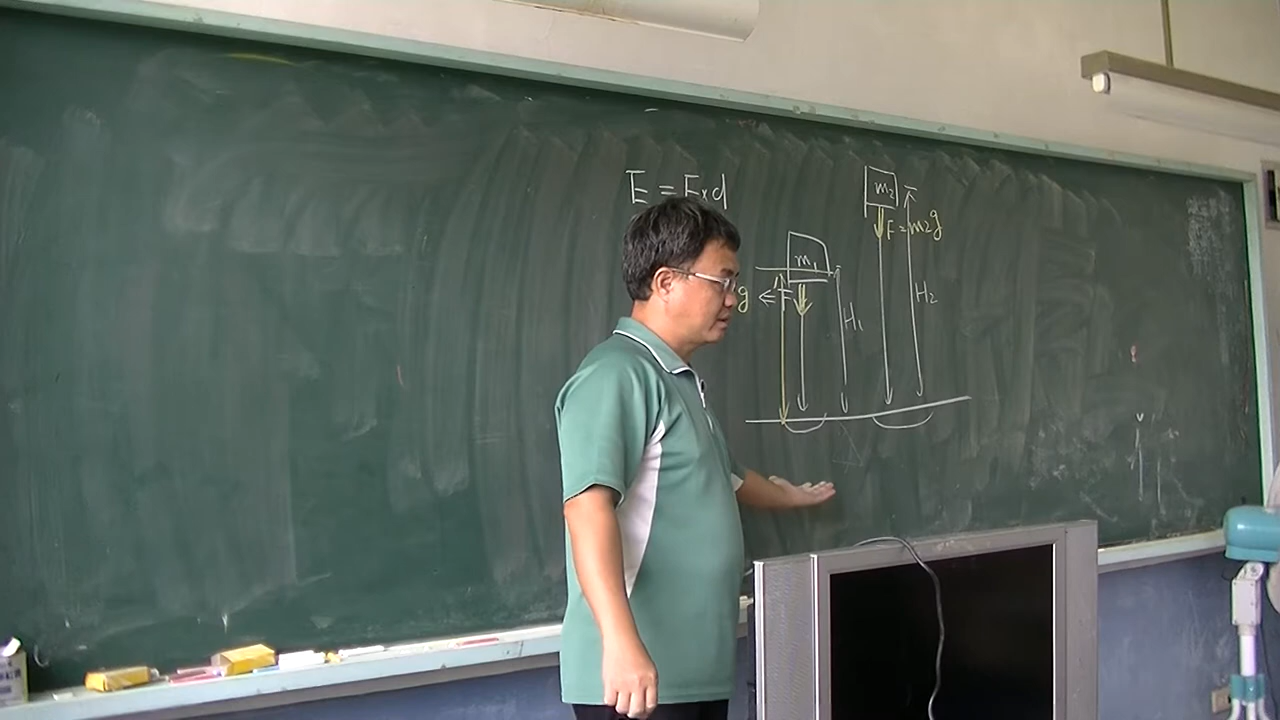 E = F×d
m₂
F = m₂g
m₁
g ← F
H₁
H₂